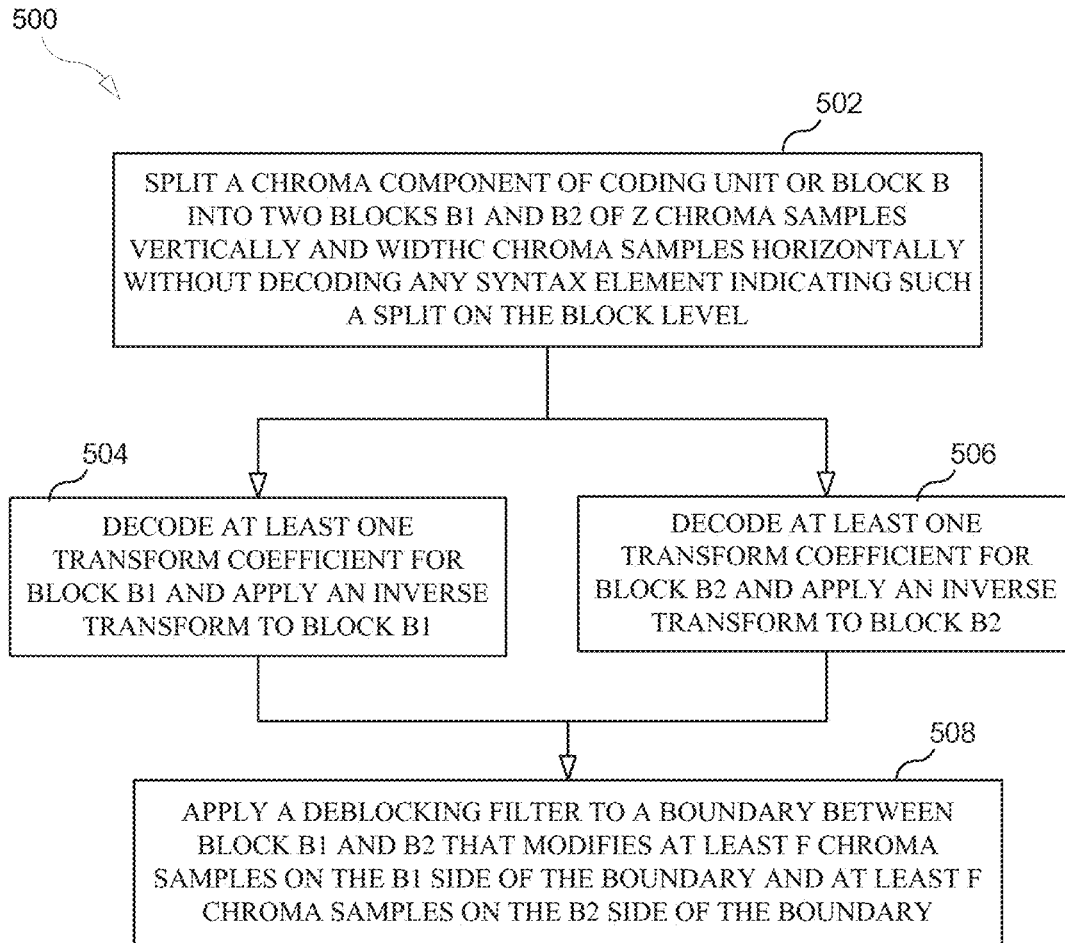 500
502
SPLIT A CHROMA COMPONENT OF CODING UNIT OR BLOCK B
INTO TWO BLOCKS B1 AND B2 OF Z CHROMA SAMPLES
VERTICALLY AND WIDTHC CHROMA SAMPLES HORIZONTALLY
WITHOUT DECODING ANY SYNTAX ELEMENT INDICATING SUCH
A SPLIT ON THE BLOCK LEVEL
504
DECODE AT LEAST ONE
TRANSFORM COEFFICIENT FOR
BLOCK B1 AND APPLY AN INVERSE
TRANSFORM TO BLOCK B1
506
DECODE AT LEAST ONE
TRANSFORM COEFFICIENT FOR
BLOCK B2 AND APPLY AN INVERSE
TRANSFORM TO BLOCK B2
508
APPLY A DEBLOCKING FILTER TO A BOUNDARY BETWEEN
BLOCK B1 AND B2 THAT MODIFIES AT LEAST F CHROMA
SAMPLES ON THE B1 SIDE OF THE BOUNDARY AND AT LEAST F
CHROMA SAMPLES ON THE B2 SIDE OF THE BOUNDARY